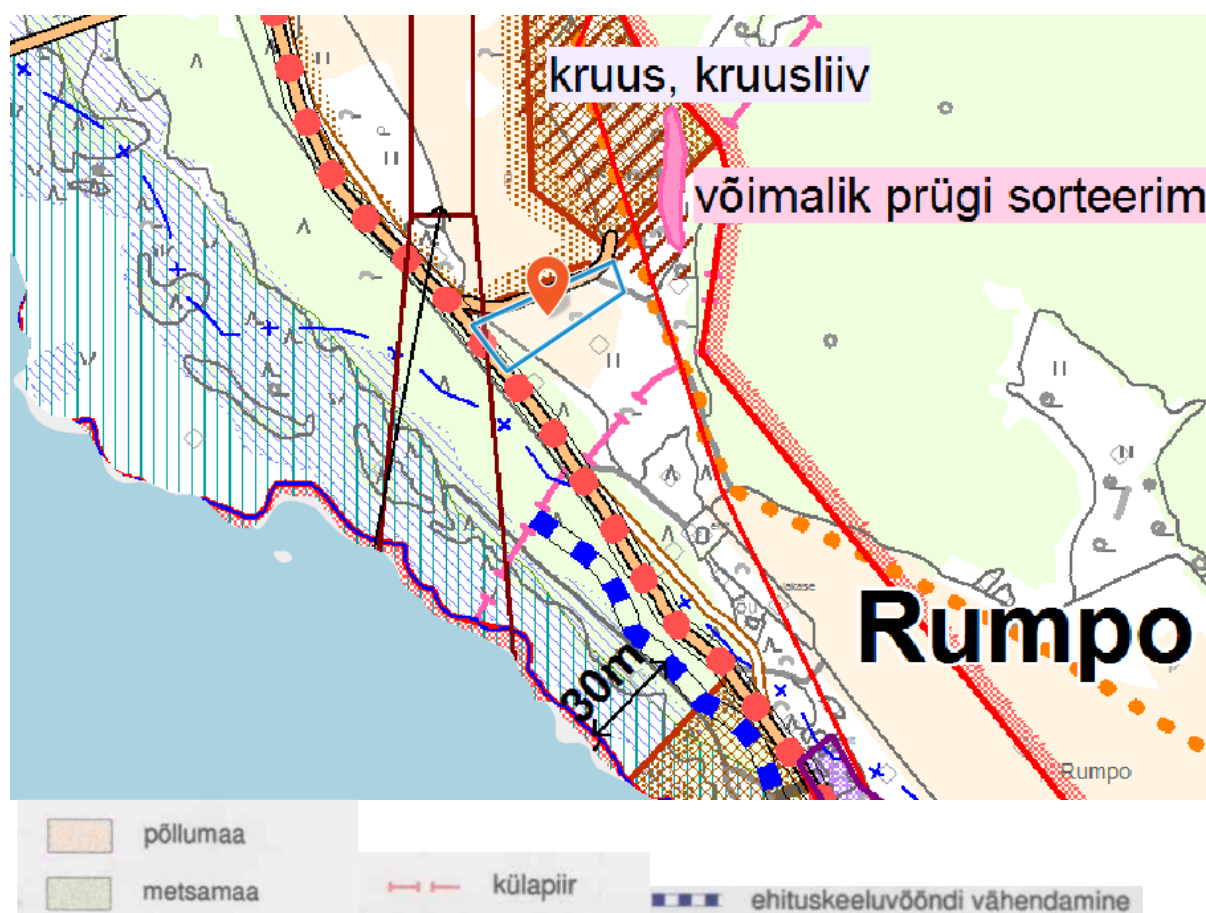 kruus, kruusliiv
võimalik prügi sorteerim
Rumpo
30m
Rumpo
põllumaa
metsamaa
külapiir
ehituskeeluvööndi vähendamine